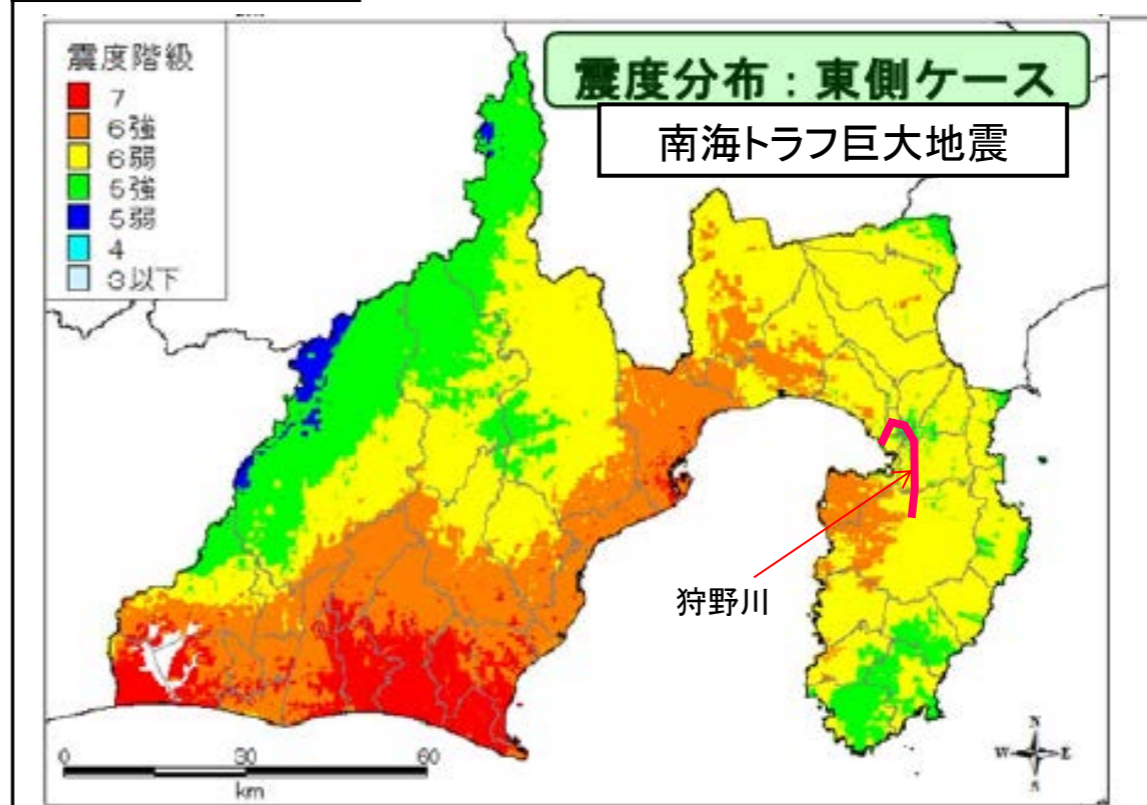 震度階級
7
6強
6弱
5強
5弱
4
3以下
震度分布：東側ケース
南海トラフ巨大地震
狩野川
0 30 60
km
N
W E
S